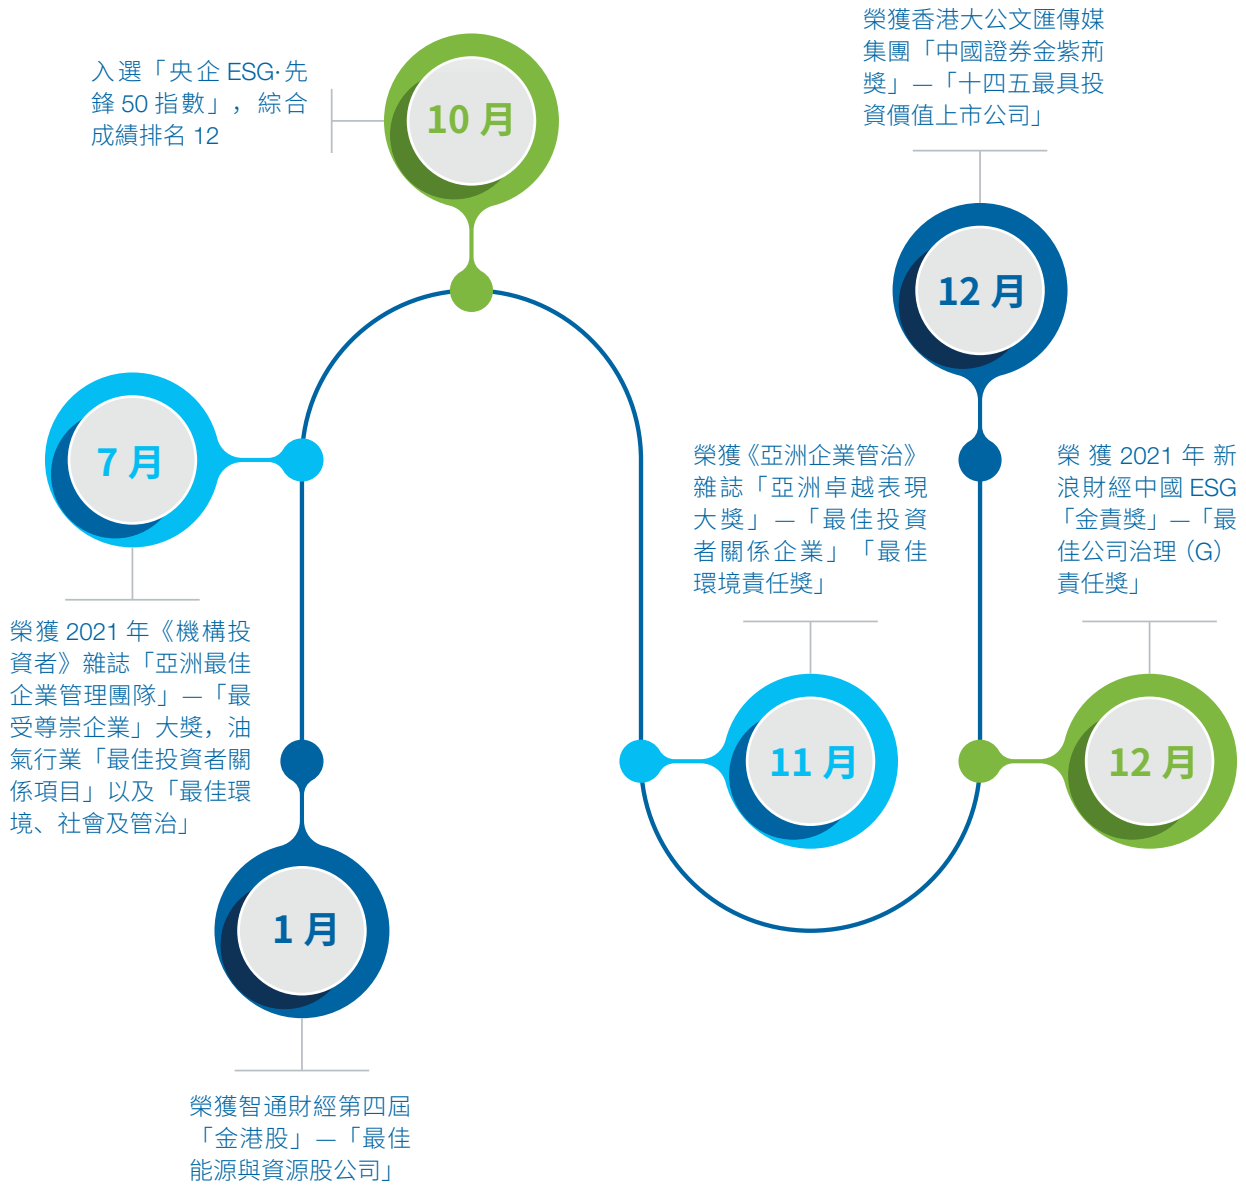 榮獲香港大公文匯傳媒
集團「中國證券金紫荊
獎」—「十四五最具投
資價值上市公司」
入選「央企 ESG·先
鋒 50 指數」，綜合
成績排名 12
10 月
12 月
7 月
榮獲《亞洲企業管治》
雜誌「亞洲卓越表現
大獎」—「最佳投資
者關係企業」「最佳
環境責任獎」
榮獲 2021 年新
浪財經中國 ESG
「金責獎」—「最
佳公司治理（G）
責任獎」
榮獲 2021 年《機構投
資者》雜誌「亞洲最佳
企業管理團隊」—「最
受尊崇企業」大獎，油
氣行業「最佳投資者關
係項目」以及「最佳環
境、社會及管治」
11 月
12 月
1 月
榮獲智通財經第四屆
「金港股」—「最佳
能源與資源股公司」